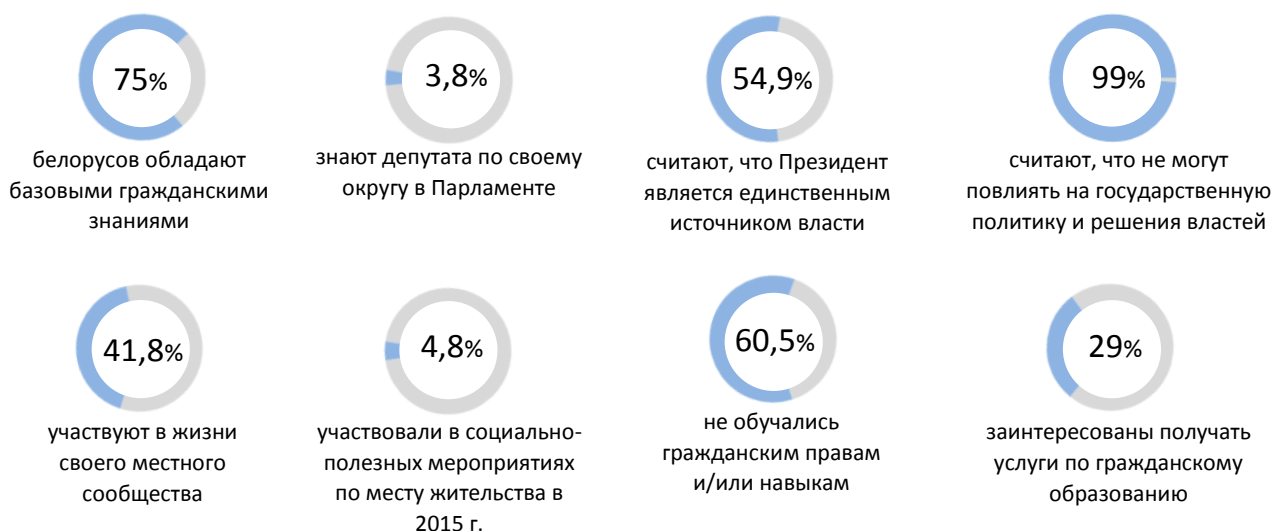 75%
белорусов обладают
базовыми гражданскими
знаниями
3,8%
знают депутата по своему
округу в Парламенте
54,9%
считают, что Президент
является единственным
источником власти
99%
считают, что не могут
повлиять на государственную
политику и решения властей
41,8%
участвуют в жизни
своего местного
сообщества
4,8%
участвовали в социально-
полезных мероприятиях
по месту жительства в
2015 г.
60,5%
не обучались
гражданским правам
и/или навыкам
29%
заинтересованы получать
услуги по гражданскому
образованию